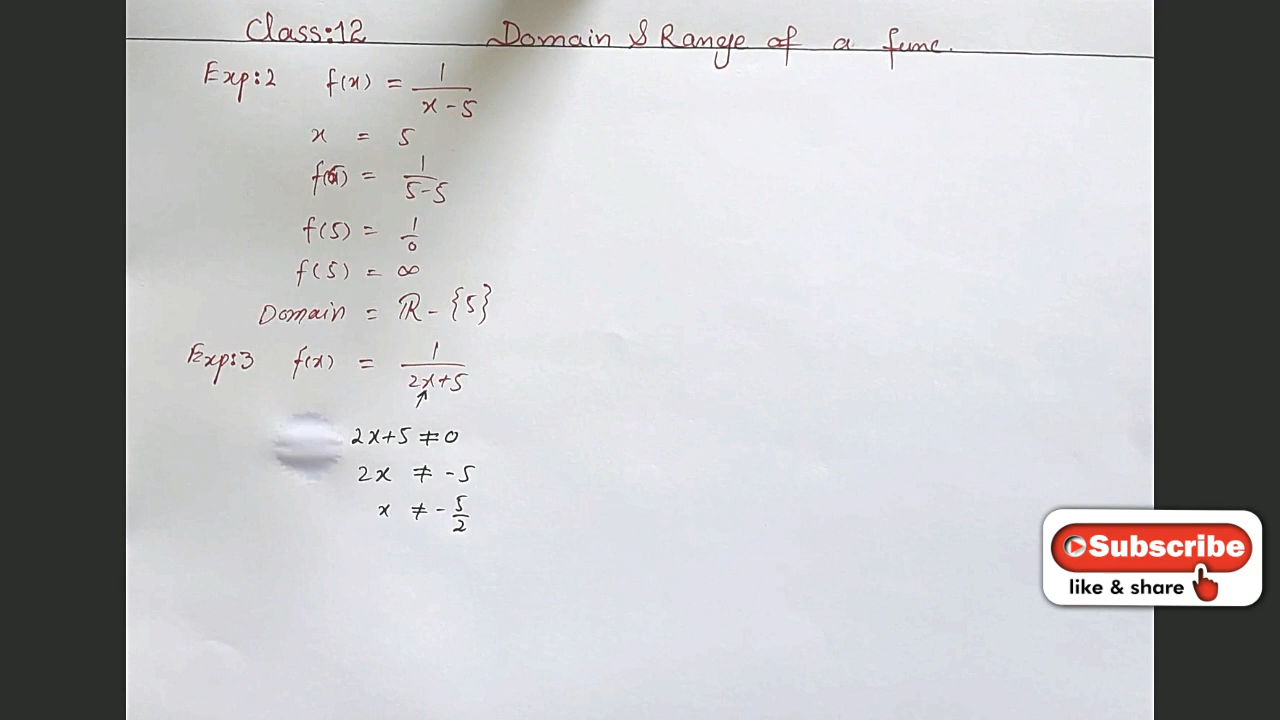 Class:12 Domain & Range of a func.
Exp:2 f(x) = 1/(x-5)
x = 5
f(5) = 1/(5-5)
f(5) = 1/0
f(5) = ∞
Domain = ℝ - {5}
Exp:3 f(x) = 1/(2x+5)
2x+5 ≠ 0
2x ≠ -5
x ≠ -5/2
Subscribe
like & share